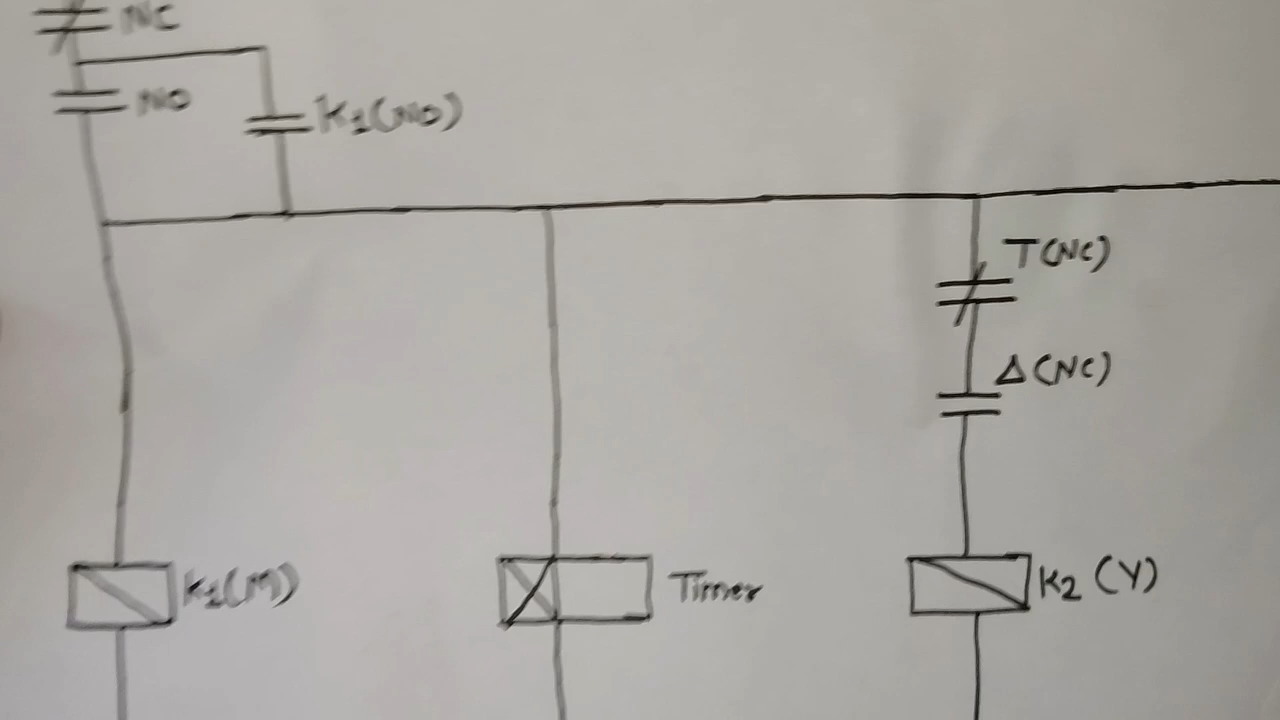 NC
NO
K1(NO)
T(NC)
Δ(NC)
K1(M)
Timer
K2 (Y)